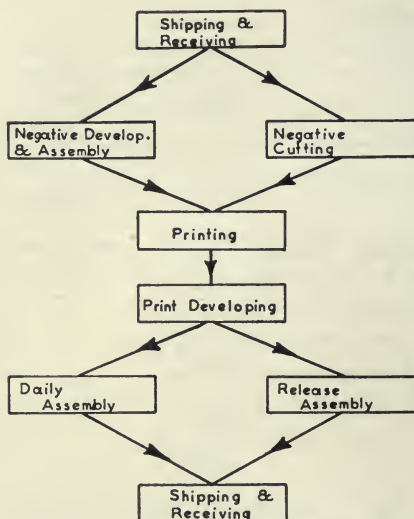 Shipping &
Receiving
Negative Develop.
& Assembly
Negative
Cutting
Printing
Print Developing
Daily
Assembly
Release
Assembly
Shipping &
Receiving